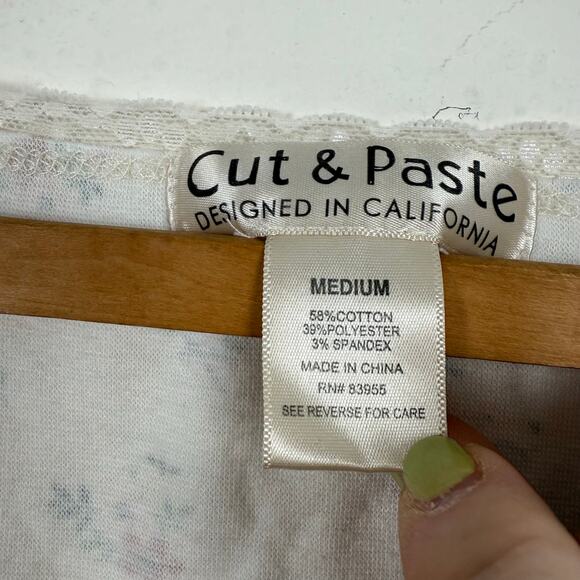 Cut & Paste
DESIGNED IN CALIFORNIA
MEDIUM
58%COTTON
39%POLYESTER
3% SPANDEX
MADE IN CHINA
RN# 83955
SEE REVERSE FOR CARE